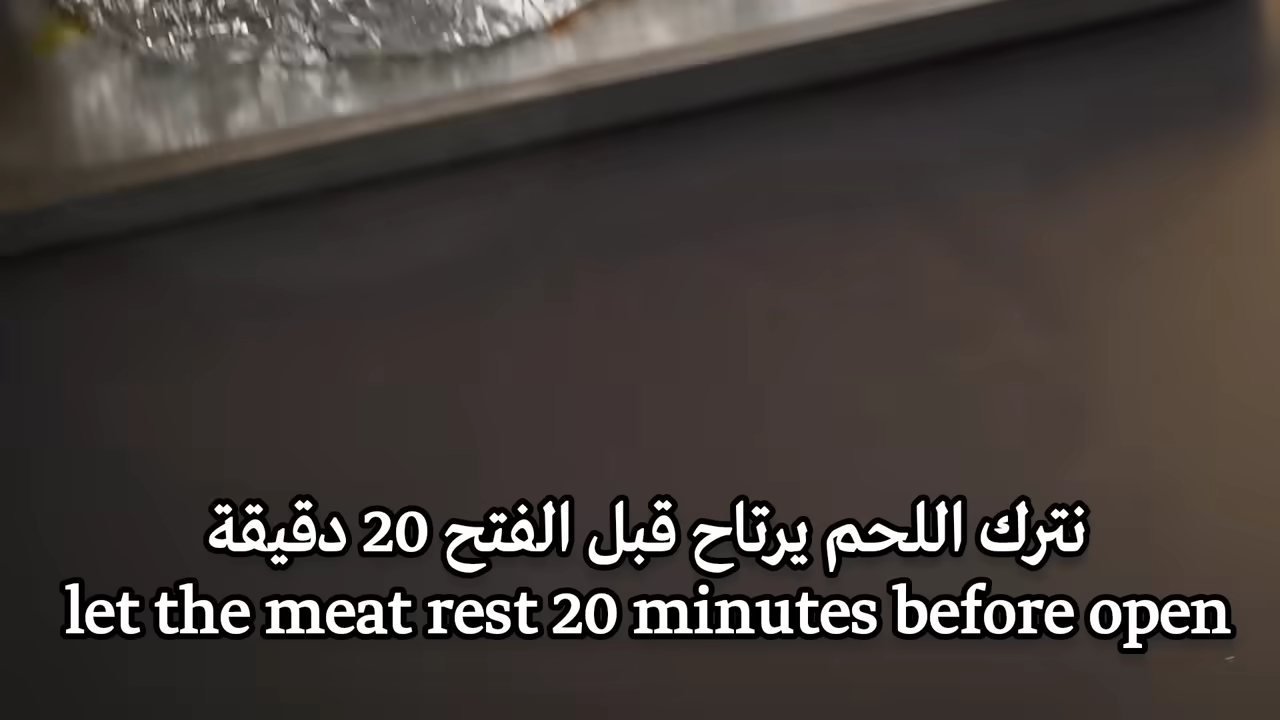 نترك اللحم يرتاح قبل الفتح 20 دقيقة
let the meat rest 20 minutes before open